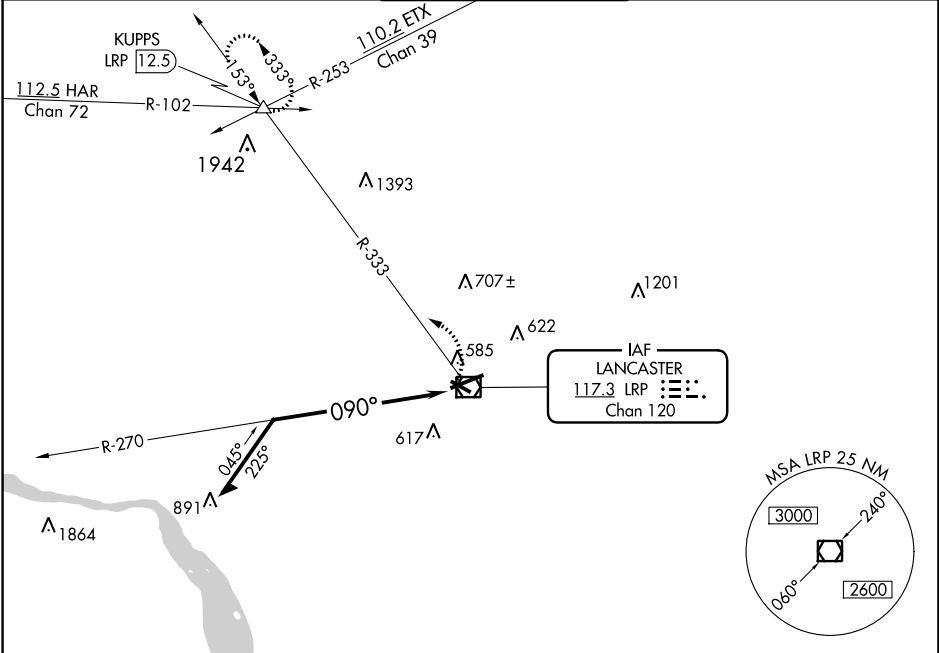 KUPPS
LRP 12.5
153°
333°
110.2 ETX
Chan 39
R-253
112.5 HAR
Chan 72
R-102
1942
1393
R-333
707±
1201
622
585
IAF
LANCASTER
117.3 LRP
Chan 120
090°
R-270
617
045°
225°
891
1864
MSA LRP 25 NM
3000
240°
060°
2600